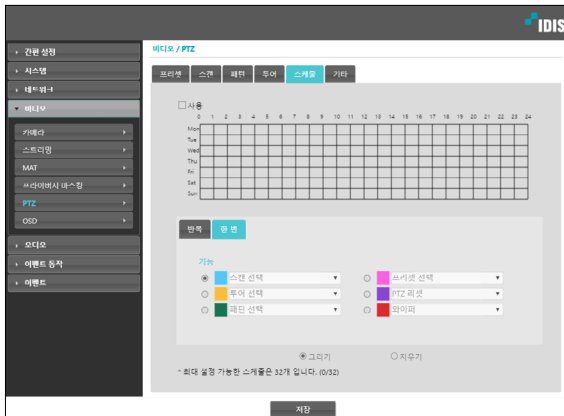 IDIS
비디오 / PTZ
간편 설정
시스템
네트워크
비디오
카메라
스트리밍
MAT
프라이버시 마스킹
PTZ
OSD
오디오
이벤트 동작
이벤트
프리셋 스캔 패턴 투어 스케줄 기타
사용
0 1 2 3 4 5 6 7 8 9 10 11 12 13 14 15 16 17 18 19 20 21 22 23 24
Mon
Tue
Wed
Thu
Fri
Sat
Sun
반복 한 번
기능
스캔 선택 프리셋 선택
투어 선택 PTZ 리셋
패턴 선택 와이퍼
그리기 지우기
* 최대 설정 가능한 스케줄은 32개 입니다. (0/32)
저장